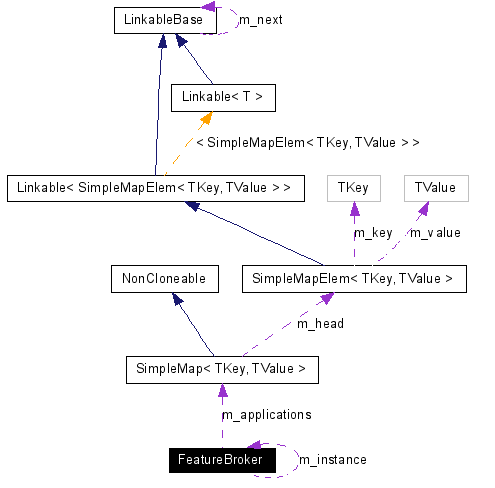 LinkableBase
m_next
Linkable< T >
< SimpleMapElem< TKey, TValue > >
Linkable< SimpleMapElem< TKey, TValue > >
TKey
TValue
m_key
m_value
NonCloneable
SimpleMapElem< TKey, TValue >
m_head
SimpleMap< TKey, TValue >
m_applications
FeatureBroker
m_instance